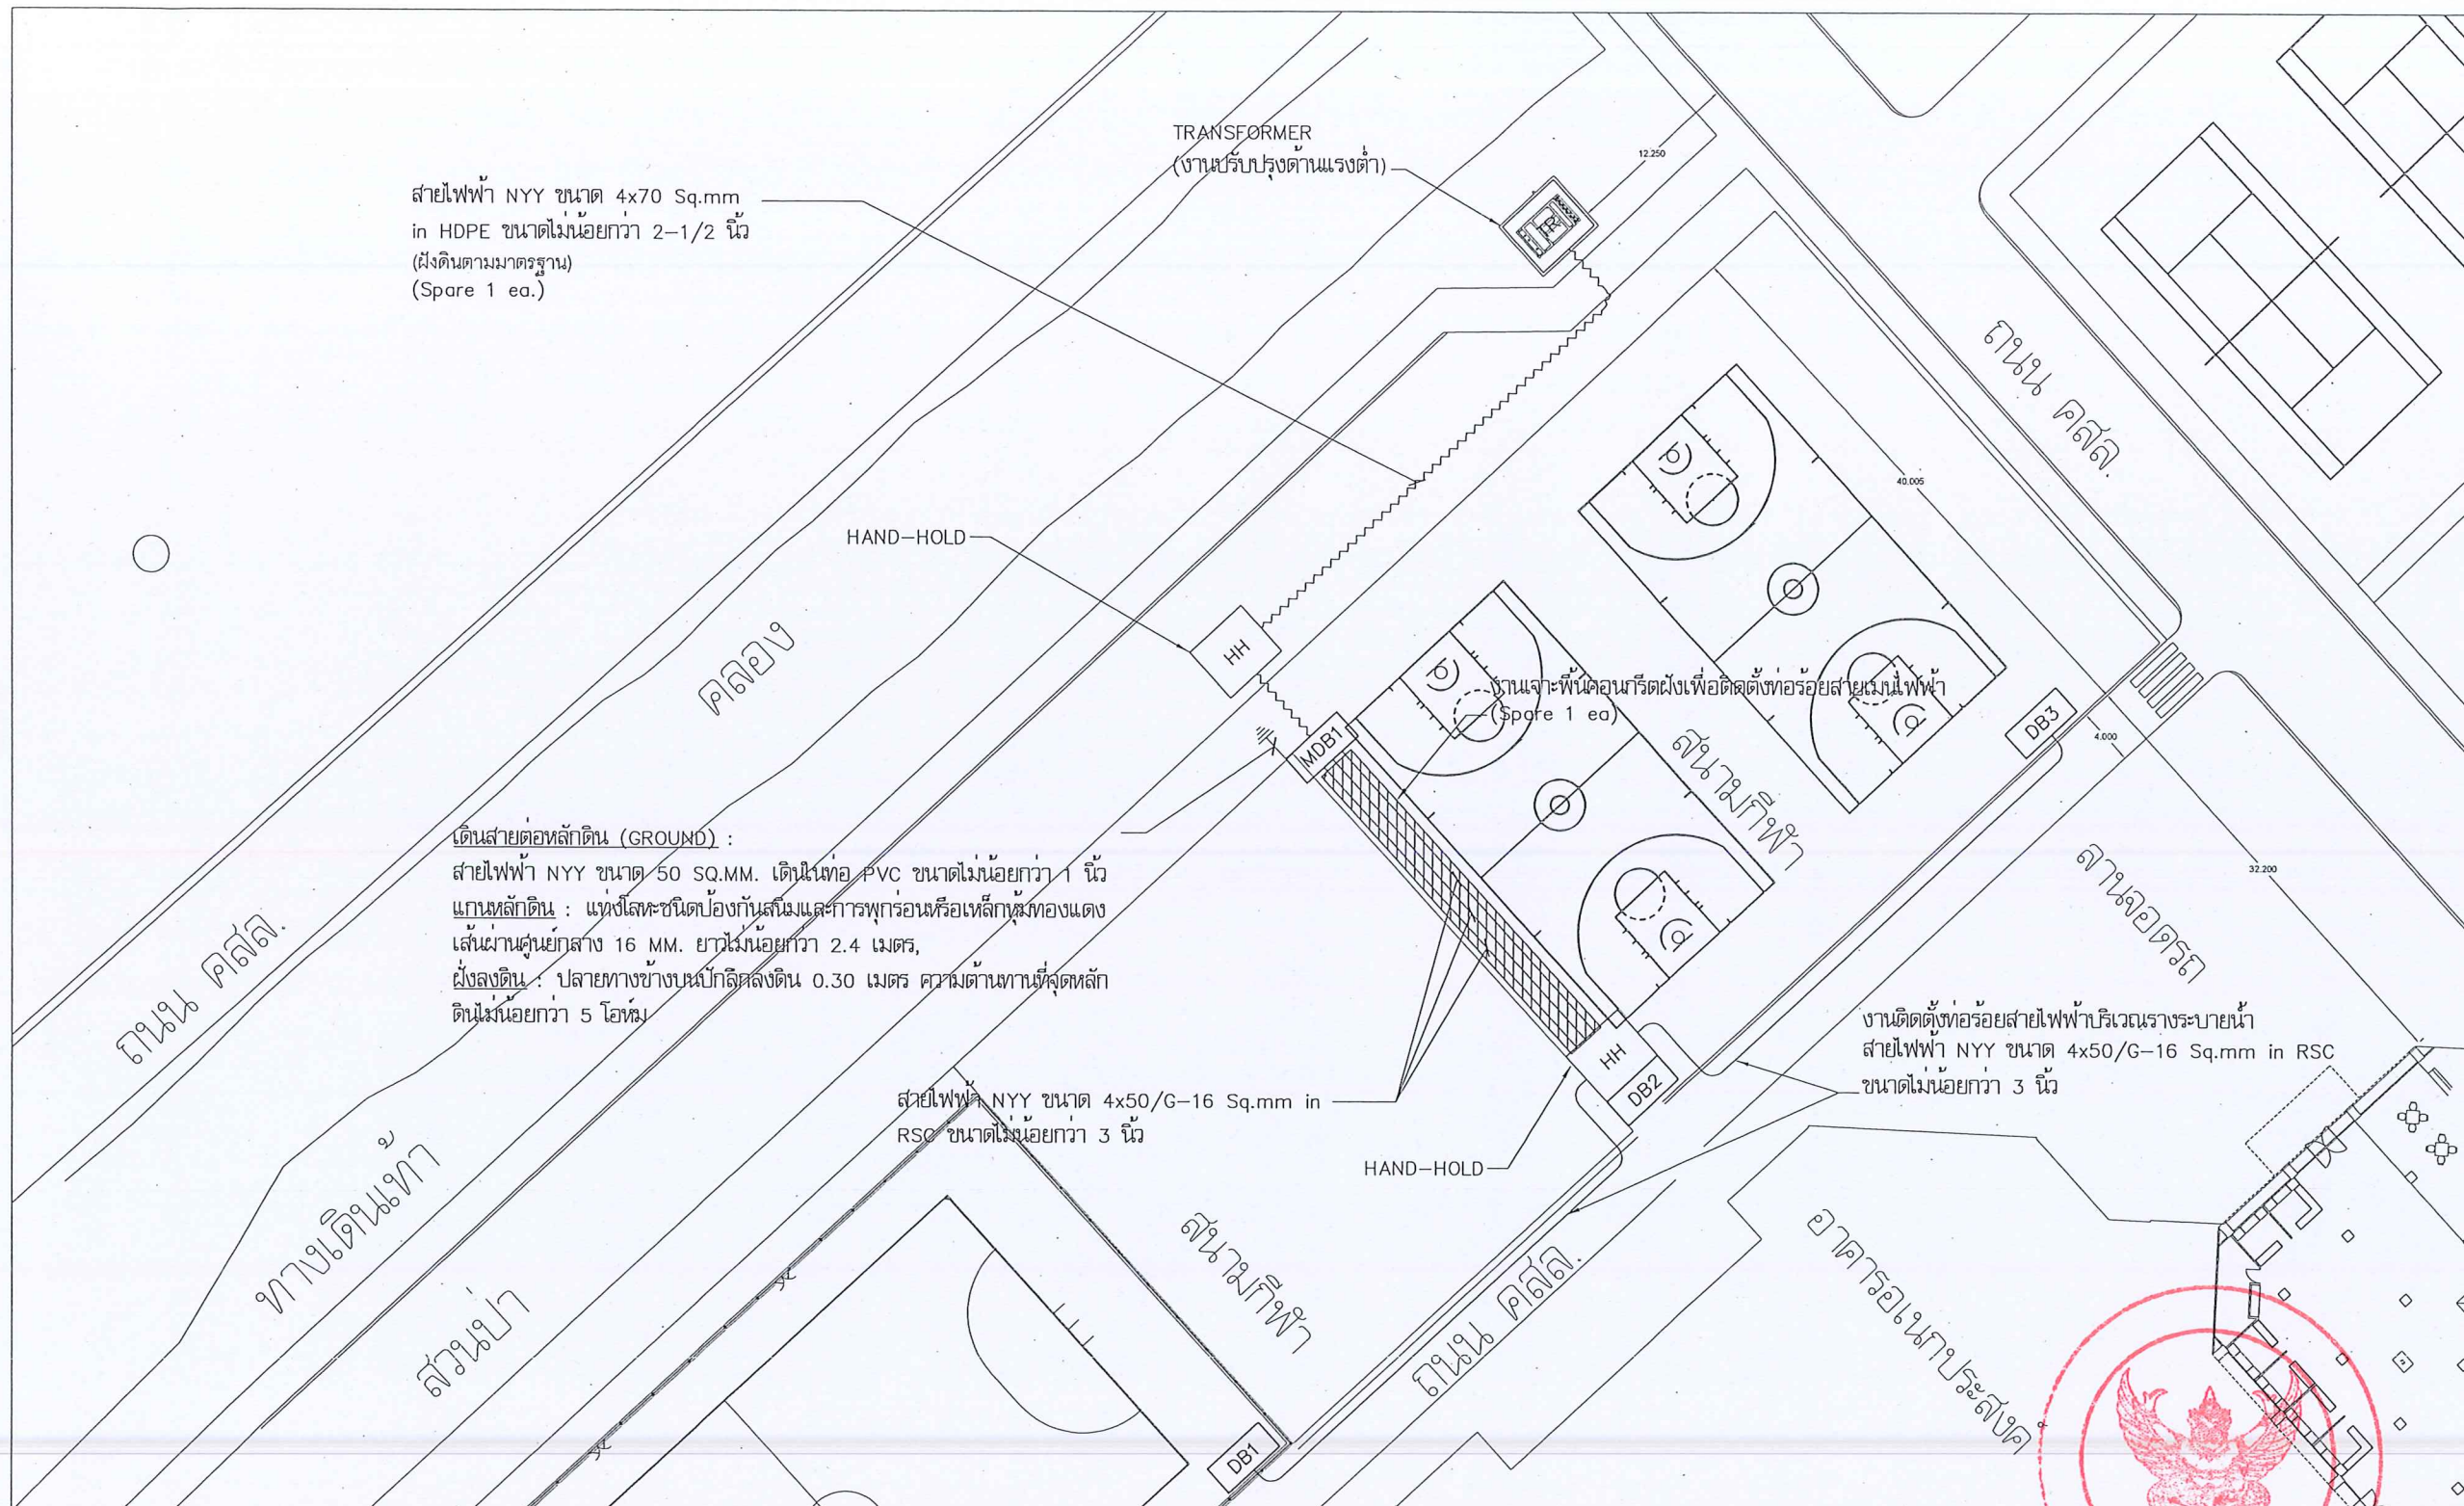 TRANSFORMER
(งานปรับปรุงด้านแรงต่ำ)
12.250
สายไฟฟ้า NYY ขนาด 4x70 Sq.mm
in HDPE ขนาดไม่น้อยกว่า 2-1/2 นิ้ว
(ฝังดินตามมาตรฐาน)
(Spare 1 ea.)
ถนน คสล.
40.005
HAND-HOLD
HH
คลอง
งานเจาะพื้นคอนกรีตฝังเพื่อติดตั้งท่อร้อยสายเมนไฟฟ้า
(Spare 1 ea)
MDB1
DB3
4.000
สนามกีฬา
เดินสายต่อหลักดิน (GROUND) :
สายไฟฟ้า NYY ขนาด 50 SQ.MM. เดินในท่อ PVC ขนาดไม่น้อยกว่า 1 นิ้ว
แกนหลักดิน : แท่งโลหะชนิดป้องกันสนิมและการผุกร่อนหรือเหล็กหุ้มทองแดง
เส้นผ่านศูนย์กลาง 16 MM. ยาวไม่น้อยกว่า 2.4 เมตร,
ฝั่งลงดิน : ปลายทางข้างบนปักลึกลงดิน 0.30 เมตร ความต้านทานที่จุดหลัก
ดินไม่น้อยกว่า 5 โอห์ม
32.200
ลานจอดรถ
ถนน คสล.
งานติดตั้งท่อร้อยสายไฟฟ้าบริเวณรางระบายน้ำ
สายไฟฟ้า NYY ขนาด 4x50/G-16 Sq.mm in RSC
ขนาดไม่น้อยกว่า 3 นิ้ว
HH
DB2
สายไฟฟ้า NYY ขนาด 4x50/G-16 Sq.mm in
RSC ขนาดไม่น้อยกว่า 3 นิ้ว
HAND-HOLD
ทางเดินเท้า
สวนป่า
สนามกีฬา
ถนน คสล.
อาคารอเนกประสงค์
DB1